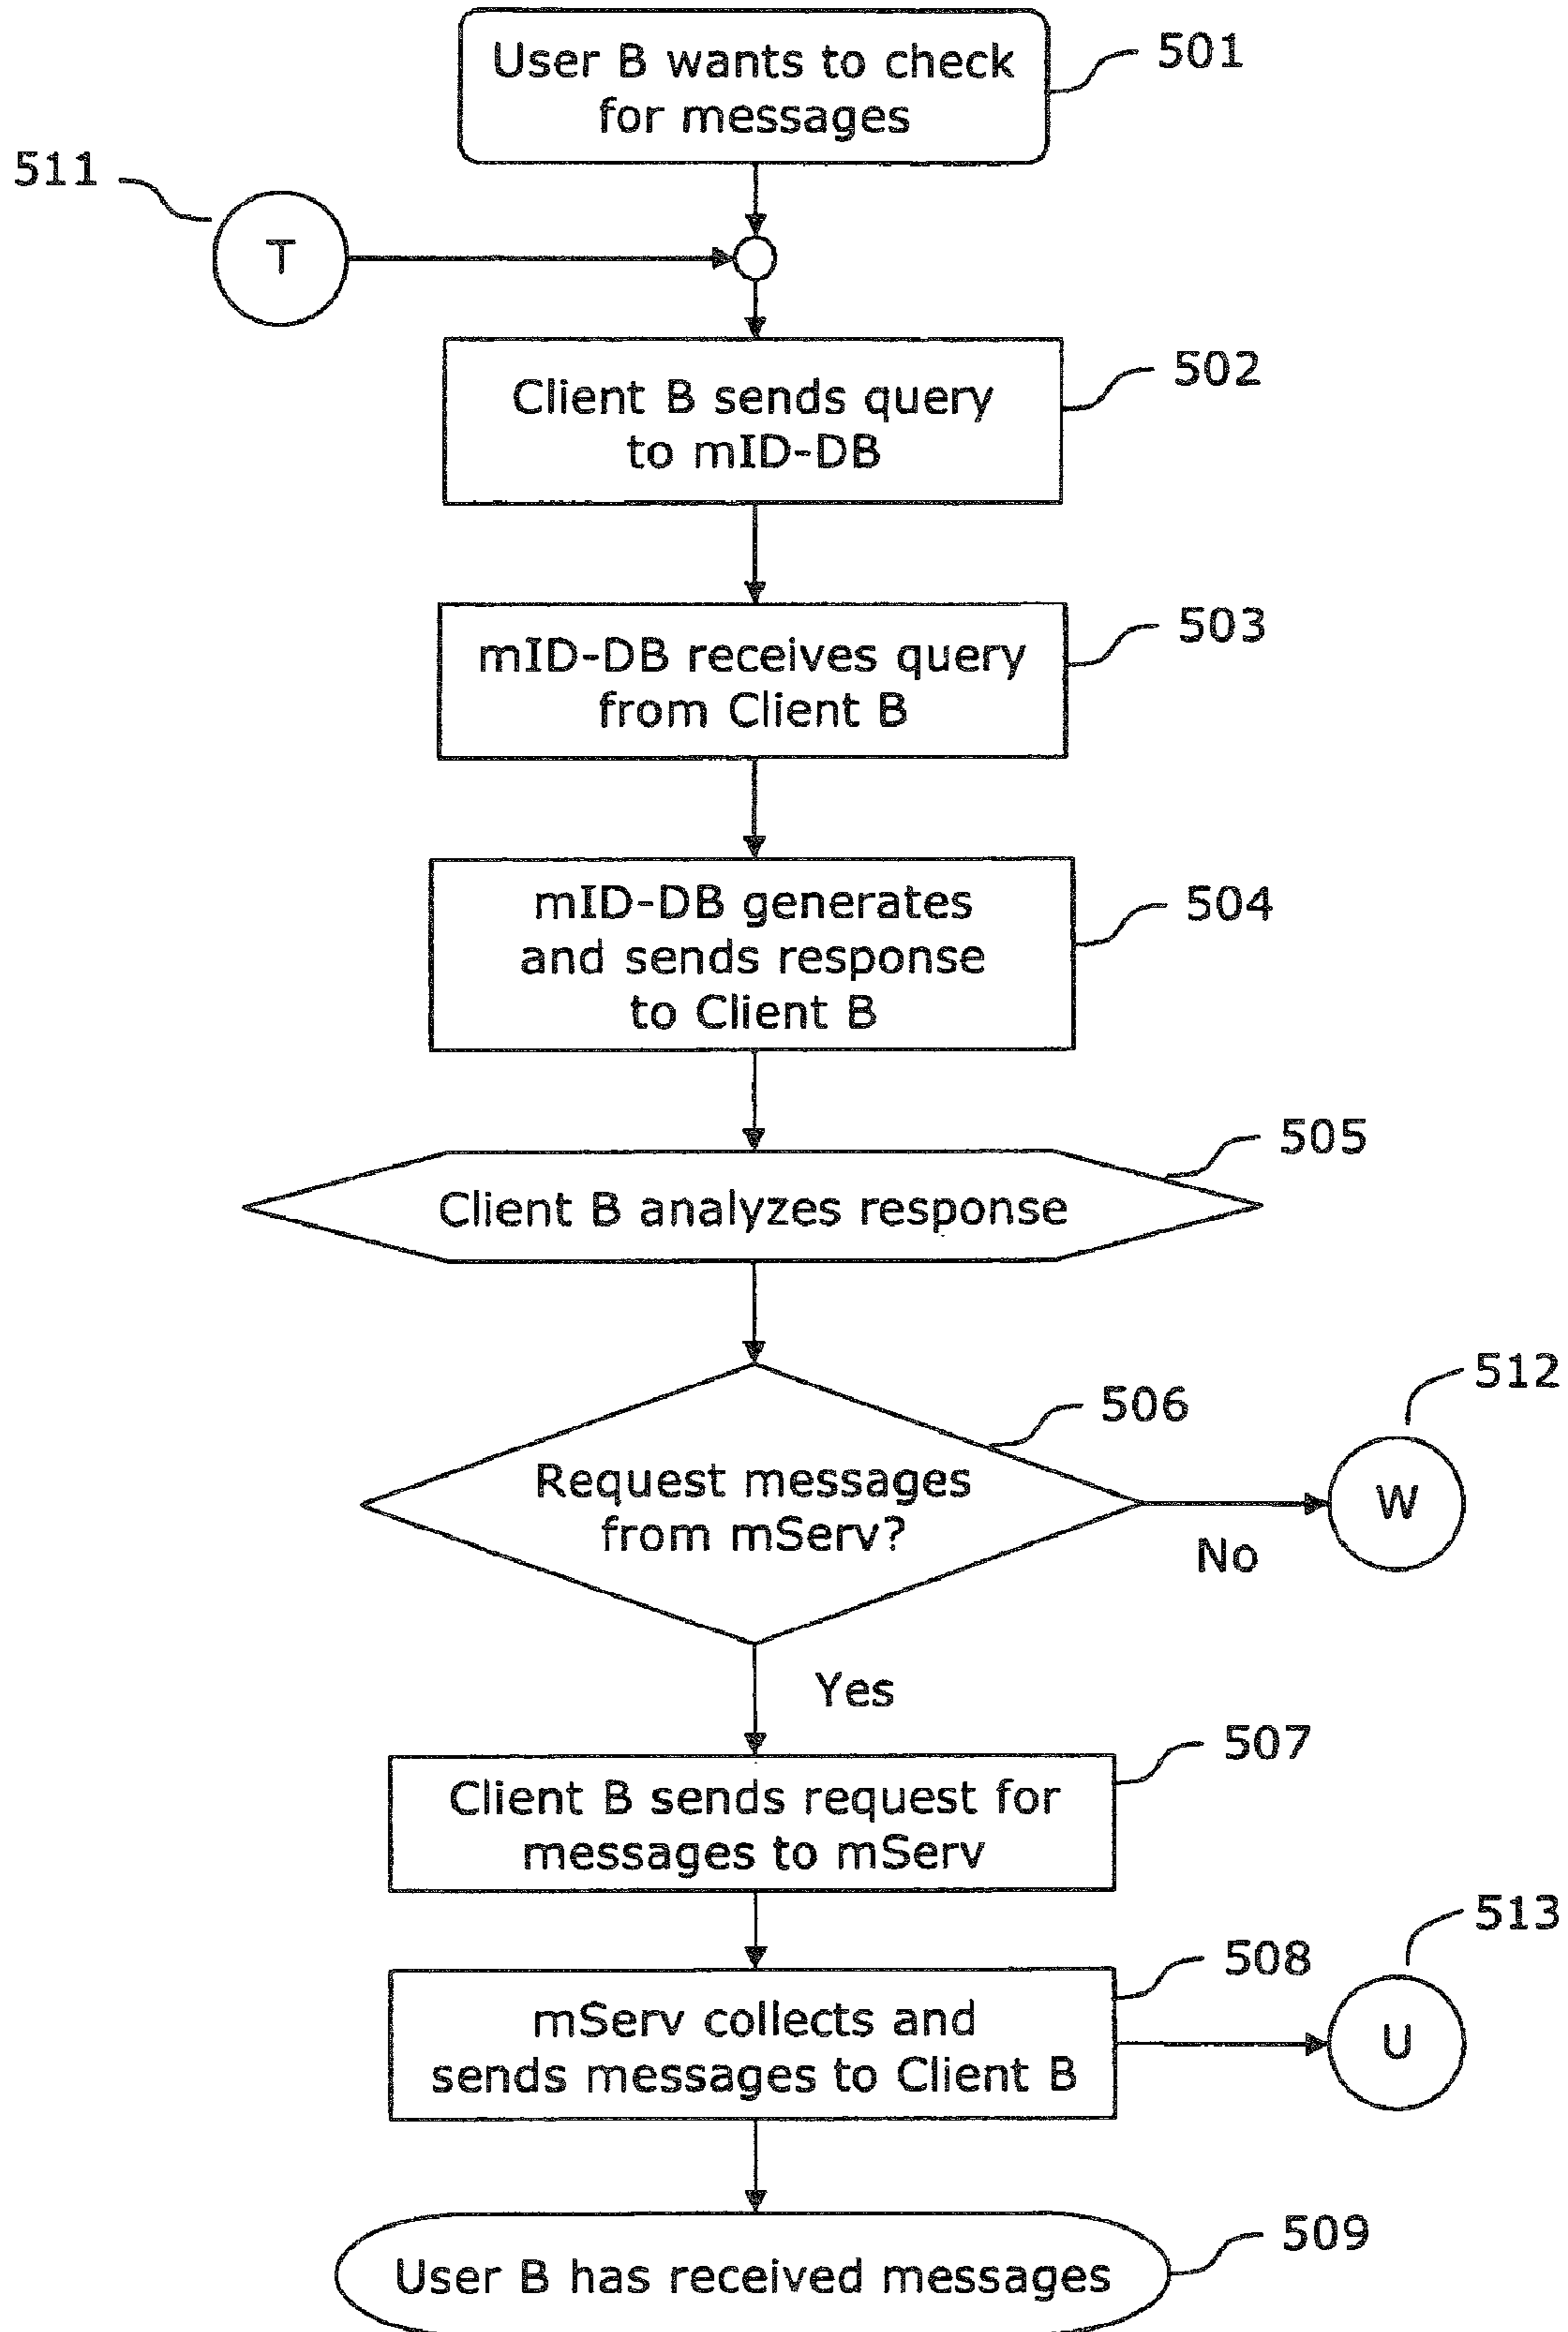 User B wants to check
for messages
501
511
T
502
Client B sends query
to mID-DB
503
mID-DB receives query
from Client B
504
mID-DB generates
and sends response
to Client B
505
Client B analyzes response
506
512
Request messages
from mServ?
W
No
Yes
507
Client B sends request for
messages to mServ
513
508
mServ collects and
sends messages to Client B
U
509
User B has received messages